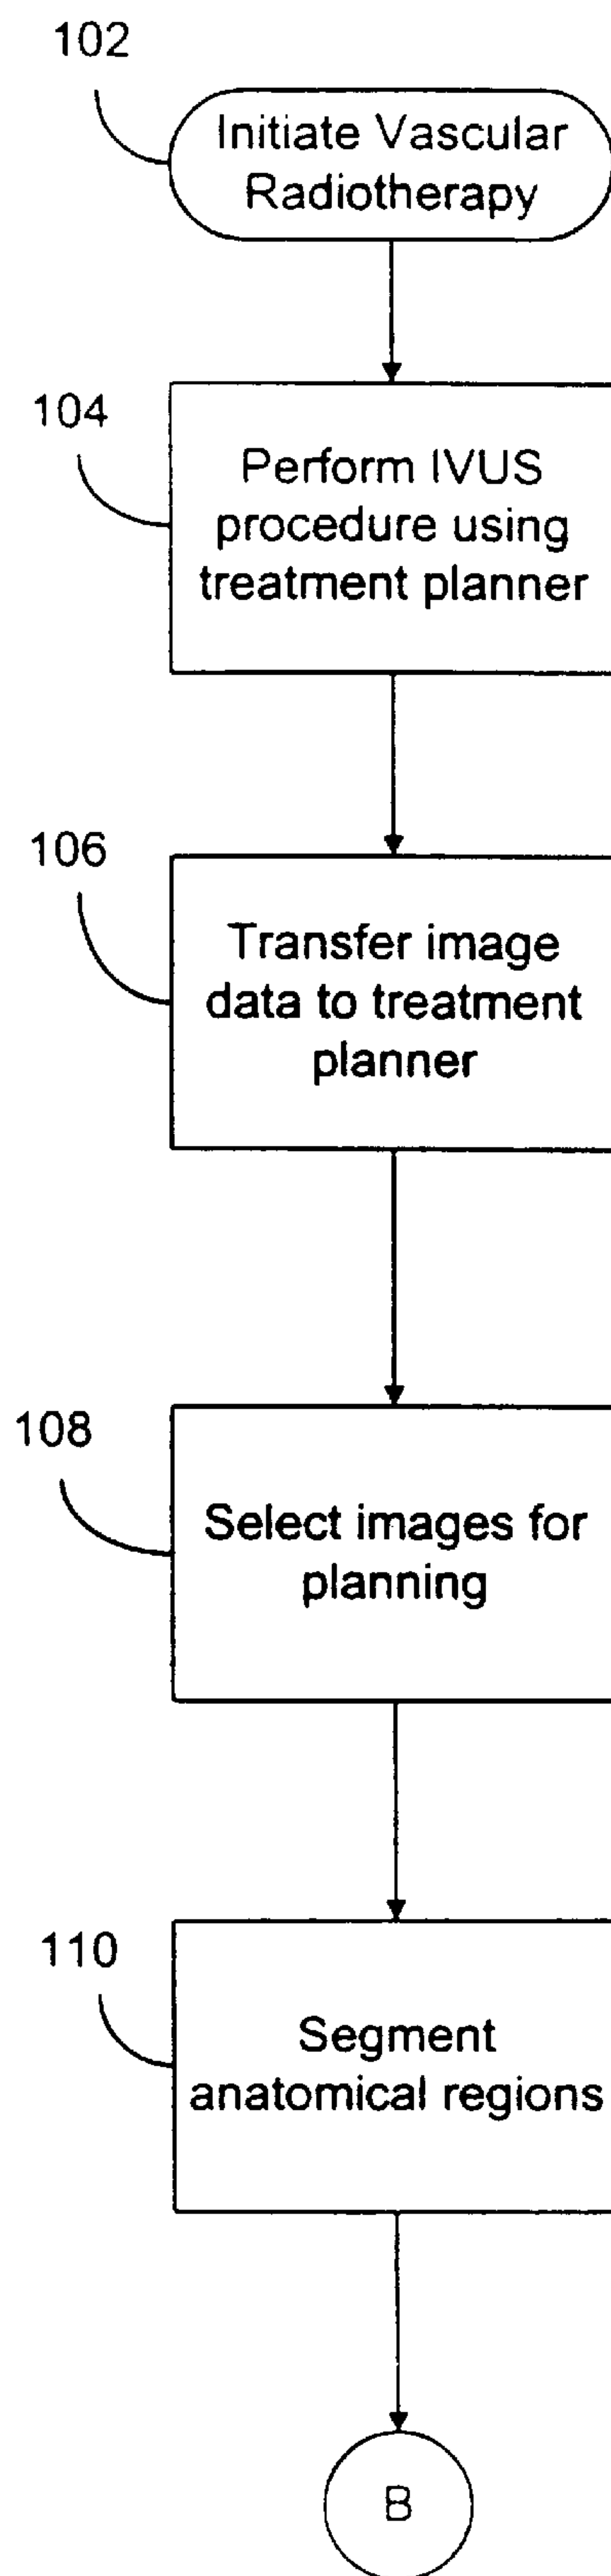 102
Initiate Vascular
Radiotherapy
104
Perform IVUS
procedure using
treatment planner
106
Transfer image
data to treatment
planner
108
Select images for
planning
110
Segment
anatomical regions
B